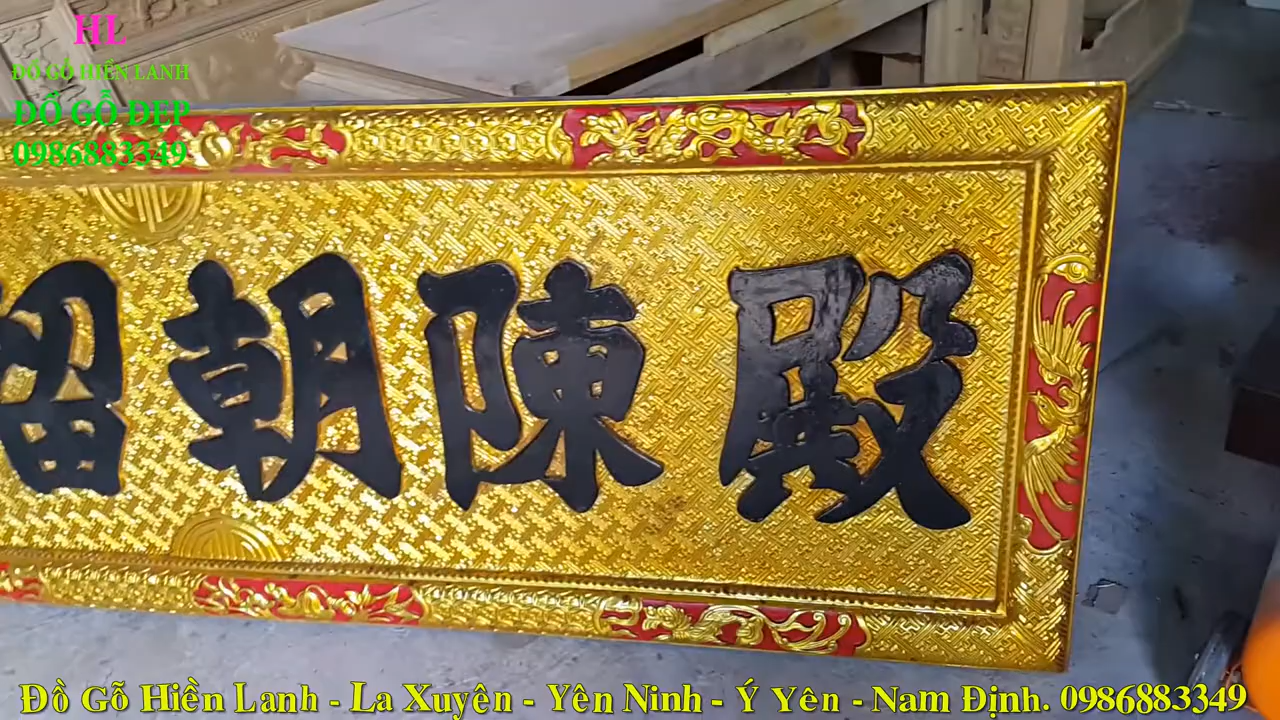 HL
ĐỒ GỖ HIỀN LANH
ĐỒ GỖ ĐẸP
0986883349
留朝陳殿
Đồ Gỗ Hiền Lanh - La Xuyên - Yên Ninh - Ý Yên - Nam Định. 0986883349